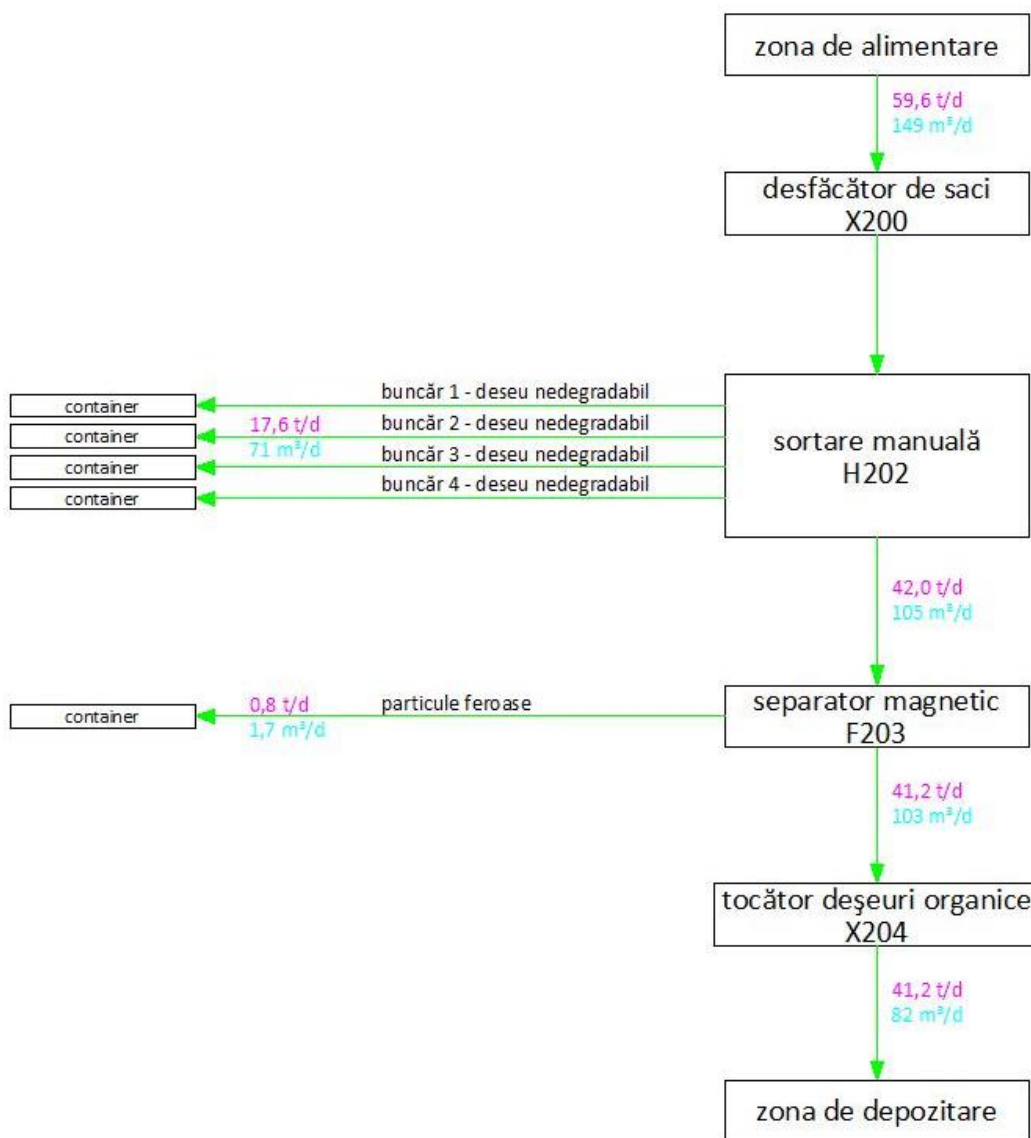 zona de alimentare
59,6 t/d
149 m³/d
desfăcător de saci
X200
buncăr 1 - deseu nedegradabil
container
buncăr 2 - deseu nedegradabil
17,6 t/d
container
71 m³/d
buncăr 3 - deseu nedegradabil
container
buncăr 4 - deseu nedegradabil
container
sortare manuală
H202
42,0 t/d
105 m³/d
container
0,8 t/d
1,7 m³/d
particule feroase
separator magnetic
F203
41,2 t/d
103 m³/d
tocător deșeuri organice
X204
41,2 t/d
82 m³/d
zona de depozitare